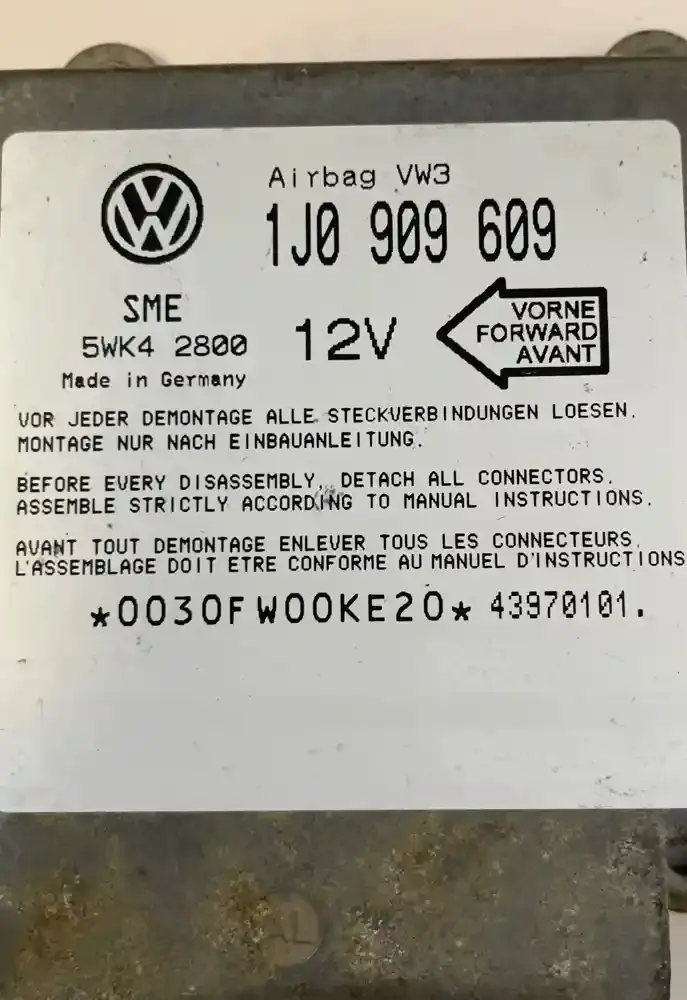 Airbag VW3
1J0 909 609
SME
5WK4 2800
Made in Germany
12V
VORNE
FORWARD
AVANT
VOR JEDER DEMONTAGE ALLE STECKVERBINDUNGEN LOESEN.
MONTAGE NUR NACH EINBAUANLEITUNG.
BEFORE EVERY DISASSEMBLY, DETACH ALL CONNECTORS.
ASSEMBLE STRICTLY ACCORDING TO MANUAL INSTRUCTIONS.
AVANT TOUT DEMONTAGE ENLEVER TOUS LES CONNECTEURS.
L'ASSEMBLAGE DOIT ETRE CONFORME AU MANUEL D'INSTRUCTIONS
*0030FW00KE20* 43970101.